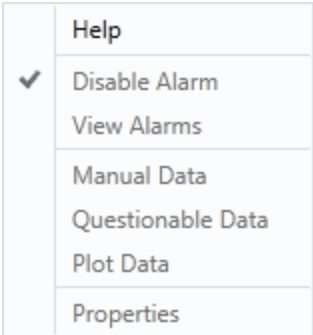 Help
Disable Alarm
View Alarms
Manual Data
Questionable Data
Plot Data
Properties